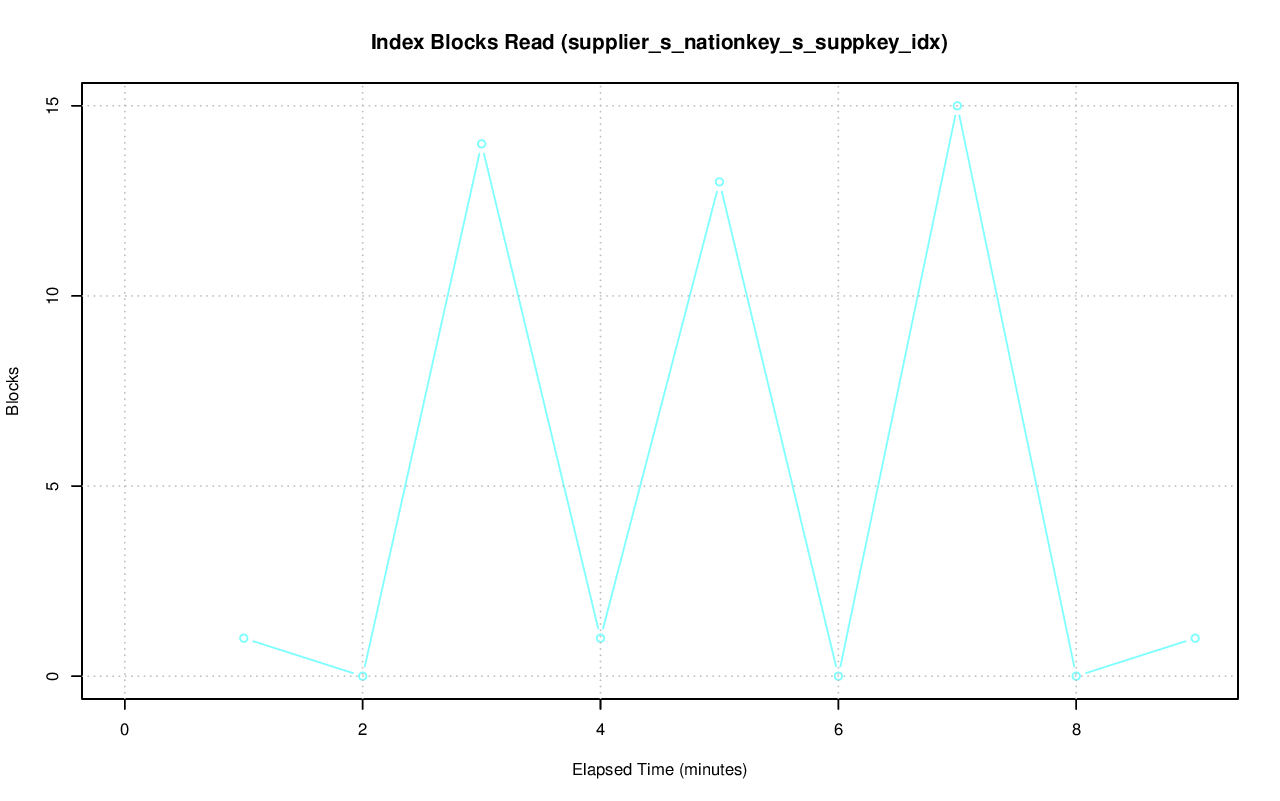 Index Blocks Read (supplier_s_nationkey_s_suppkey_idx)
15
10
5
0
Blocks
0 2 4 6 8
Elapsed Time (minutes)